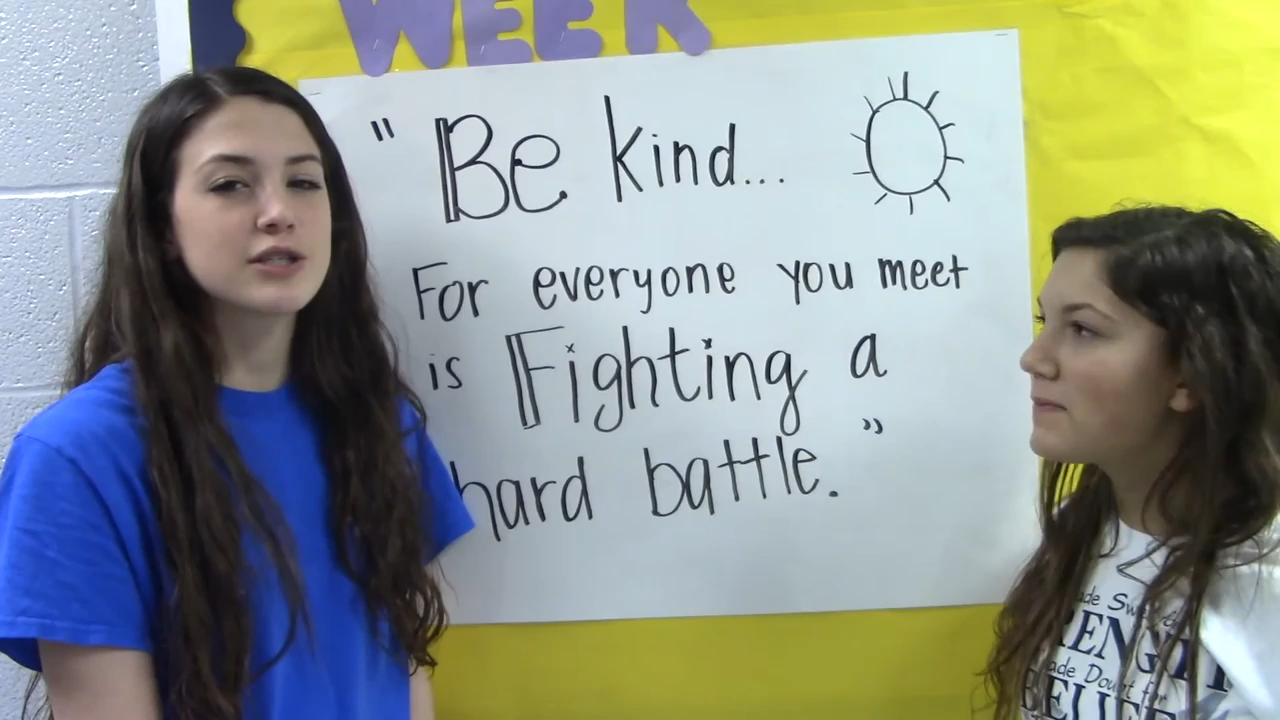 WEEK
"Be kind...
For everyone you meet
is Fighting a
hard battle."